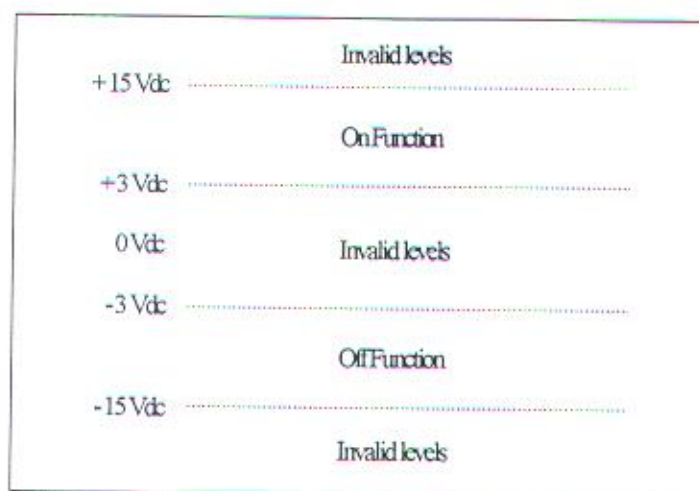 Invalid levels
+15 Vdc
On Function
+3 Vdc
0 Vdc Invalid levels
-3 Vdc
Off Function
-15 Vdc
Invalid levels